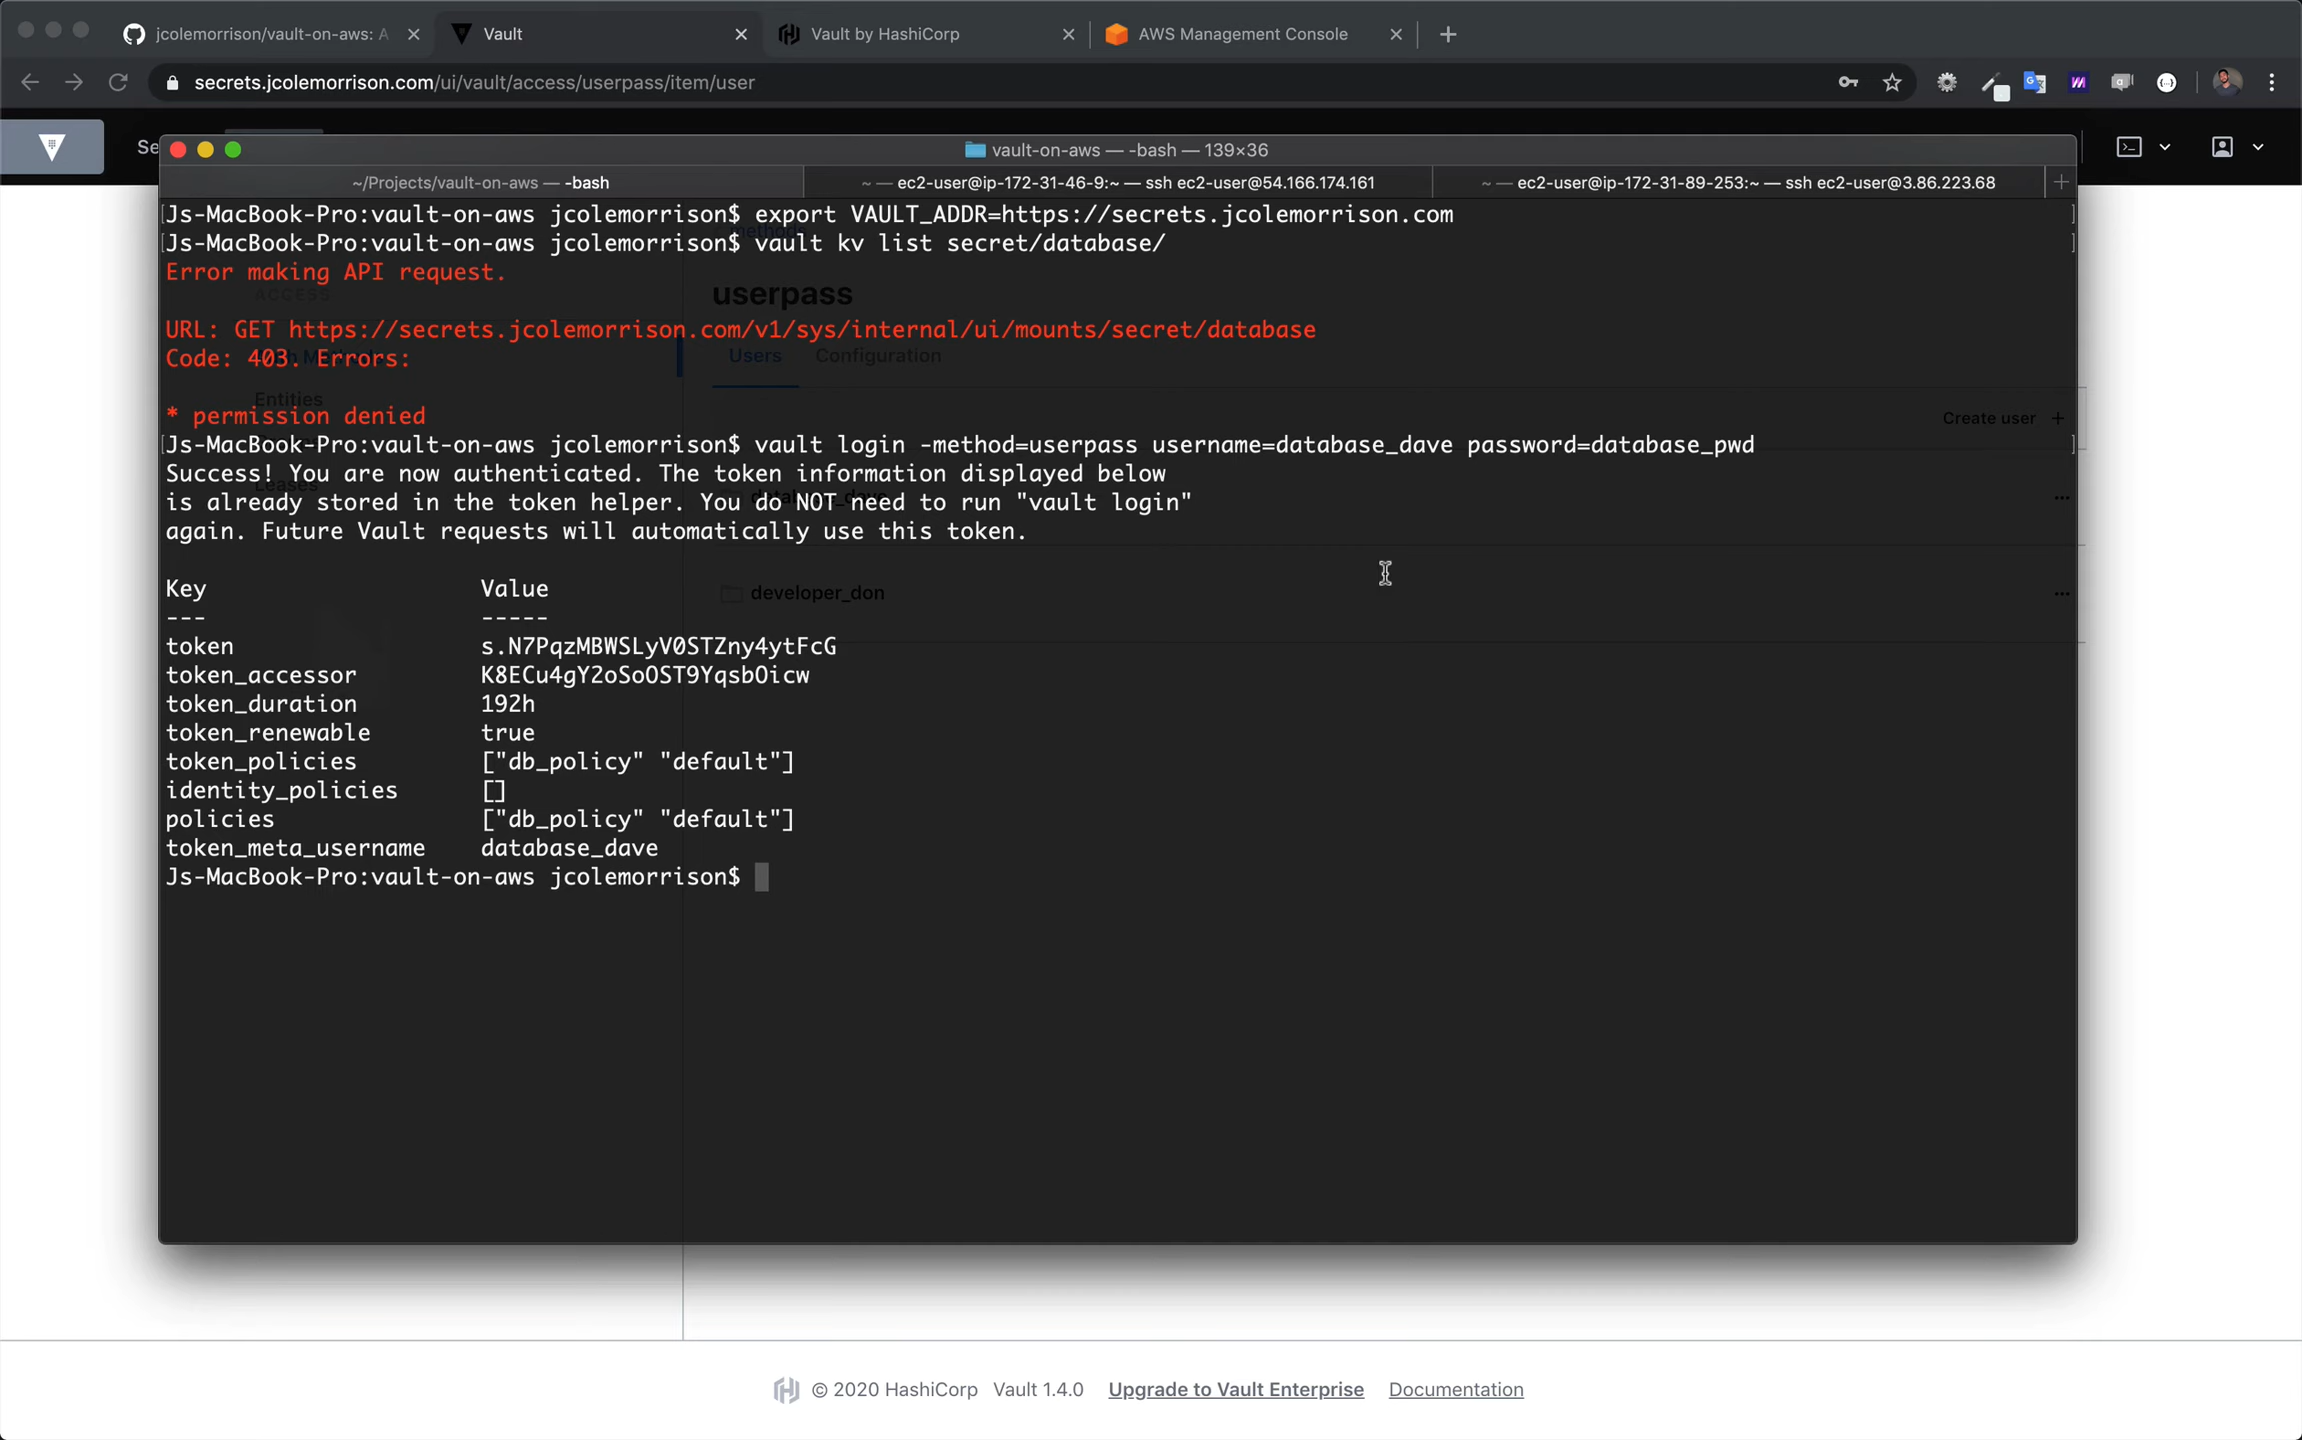 jcolemorrison/vault-on-aws: A
Vault
Vault by HashiCorp
AWS Management Console
secrets.jcolemorrison.com/ui/vault/access/userpass/item/user
Se
vault-on-aws — -bash — 139×36
~/Projects/vault-on-aws — -bash
~ — ec2-user@ip-172-31-46-9:~ — ssh ec2-user@54.166.174.161
~ — ec2-user@ip-172-31-89-253:~ — ssh ec2-user@3.86.223.68
[Js-MacBook-Pro:vault-on-aws jcolemorrison$ export VAULT_ADDR=https://secrets.jcolemorrison.com ]
methods
[Js-MacBook-Pro:vault-on-aws jcolemorrison$ vault kv list secret/database/ ]
Error making API request.
ACCESS
userpass
URL: GET https://secrets.jcolemorrison.com/v1/sys/internal/ui/mounts/secret/database
Code: 403. Errors:
Users
Configuration
Entities
* permission denied
Create user +
[Js-MacBook-Pro:vault-on-aws jcolemorrison$ vault login -method=userpass username=database_dave password=database_pwd ]
Success! You are now authenticated. The token information displayed below
Leases
database_dave
is already stored in the token helper. You do NOT need to run "vault login"
again. Future Vault requests will automatically use this token.
Key Value
developer_don
--- -----
token s.N7PqzMBWSLyV0STZny4ytFcG
token_accessor K8ECu4gY2oSoOST9YqsbOicw
token_duration 192h
token_renewable true
token_policies ["db_policy" "default"]
identity_policies []
policies ["db_policy" "default"]
token_meta_username database_dave
Js-MacBook-Pro:vault-on-aws jcolemorrison$
© 2020 HashiCorp Vault 1.4.0 Upgrade to Vault Enterprise Documentation